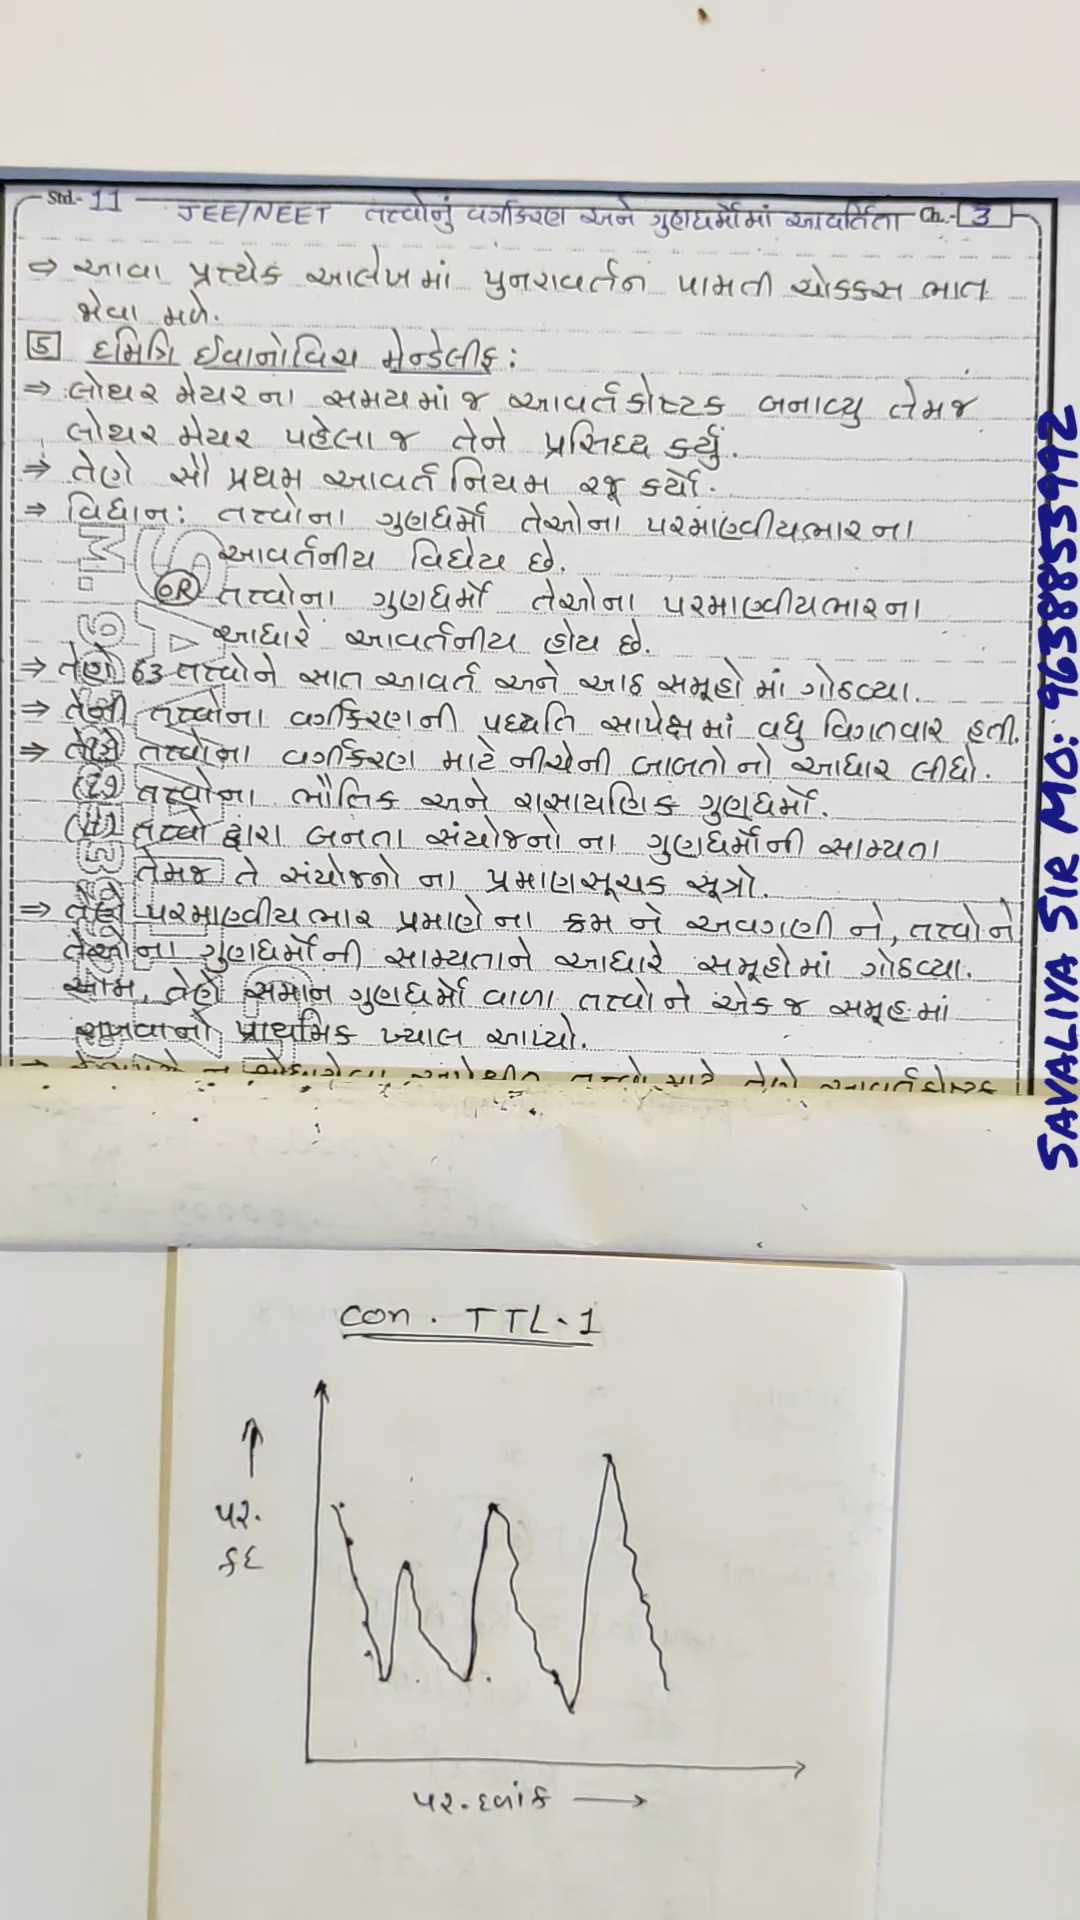 Std.- 11 JEE/NEET તત્ત્વોનું વર્ગીકરણ અને ગુણધર્મોમાં આવર્તિતા Ch.- 3
⇒ આવા પ્રત્યેક આલેખમાં પુનરાવર્તન પામતી ચોક્કસ ભાત
જોવા મળે.
5 દમિત્રિ ઈવાનોવિચ મેન્ડેલીફ :
⇒ લોથર મેયરના સમયમાં જ આવર્તકોષ્ટક બનાવ્યુ તેમજ
લોથર મેયર પહેલા જ તેને પ્રસિધ્ધ કર્યું.
⇒ તેણે સૌ પ્રથમ આવર્ત નિયમ રજૂ કર્યો.
⇒ વિધાન: તત્ત્વોના ગુણધર્મો તેઓના પરમાણ્વીયભારના
આવર્તનીય વિધેય છે.
OR તત્ત્વોના ગુણધર્મો તેઓના પરમાણ્વીયભારના
આધારે આવર્તનીય હોય છે.
⇒ તેણે 63 તત્ત્વોને સાત આવર્ત અને આઠ સમૂહો માં ગોઠવ્યા.
⇒ તેની તત્ત્વોના વર્ગીકરણની પધ્ધતિ સાપેક્ષમાં વધુ વિગતવાર હતી.
⇒ તેણે તત્ત્વોના વર્ગીકરણ માટે નીચેની બાબતો નો આધાર લીધો.
તત્ત્વોના ભૌતિક અને રાસાયણિક ગુણધર્મો.
તત્ત્વો દ્વારા બનતા સંયોજનો ના ગુણધર્મોની સામ્યતા
તેમજ તે સંયોજનો ના પ્રમાણસૂચક સૂત્રો.
⇒ તેણે પરમાણ્વીયભાર પ્રમાણેના ક્રમ ને અવગણી ને, તત્ત્વોને
તેઓના ગુણધર્મોની સામ્યતાને આધારે સમૂહોમાં ગોઠવ્યા.
આમ, તેણે સમાન ગુણધર્મો વાળા તત્ત્વોને એક જ સમૂહમાં
રાખવાનો પ્રાથમિક ખ્યાલ આપ્યો.
SAVALIYA SIR MO: 9638853992
con. TTL-1
↑
પર.
કદ
પર.ક્રમાંક →